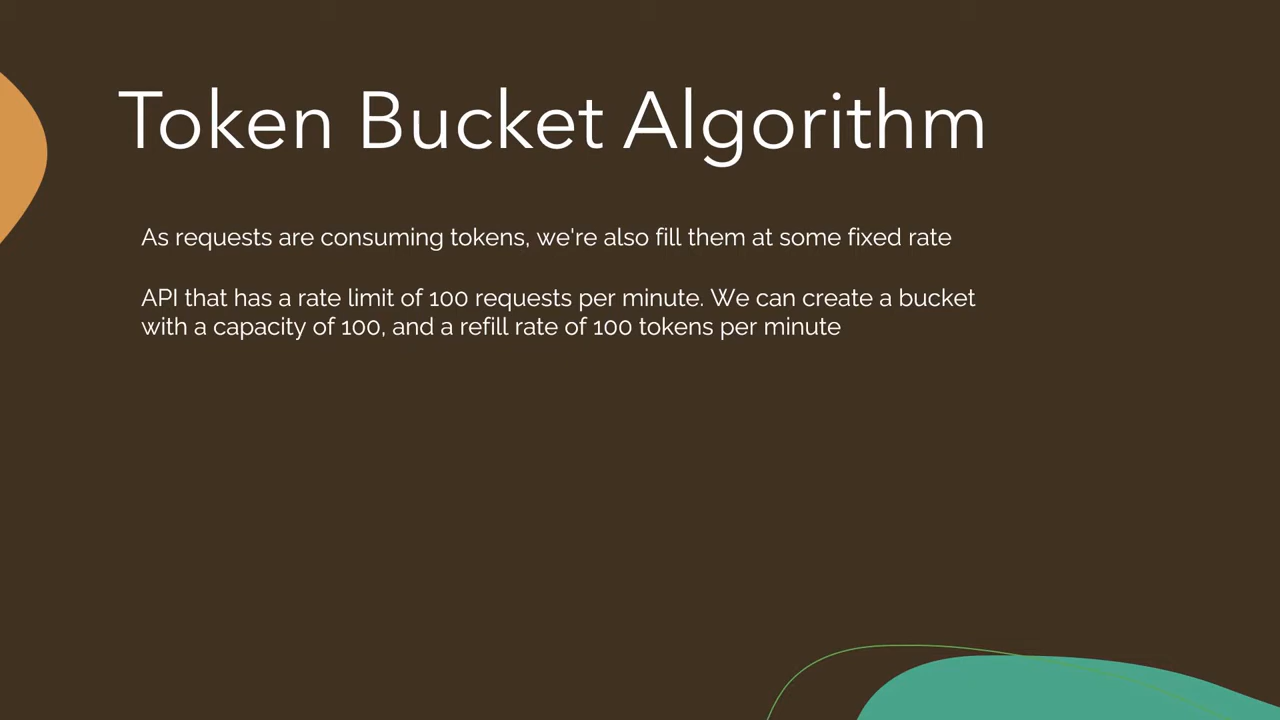 Token Bucket Algorithm
As requests are consuming tokens, we're also fill them at some fixed rate
API that has a rate limit of 100 requests per minute. We can create a bucket
with a capacity of 100, and a refill rate of 100 tokens per minute